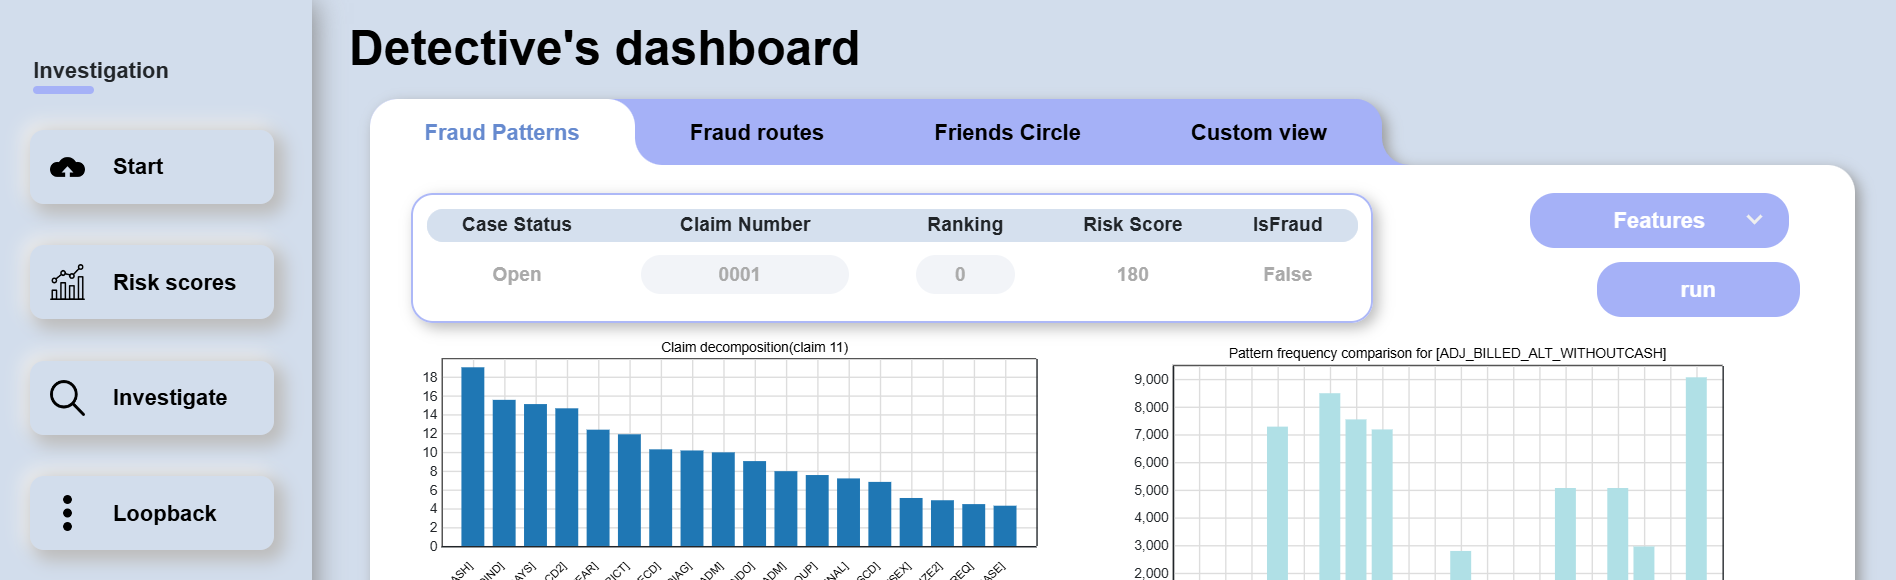 Detective's dashboard
Investigation
Start
Risk scores
Investigate
Loopback
Fraud Patterns Fraud routes Friends Circle Custom view
Case Status Claim Number Ranking Risk Score IsFraud
Open 0001 0 180 False
Features
run
Claim decomposition(claim 11)
18
16
14
12
10
8
6
4
2
0
Pattern frequency comparison for [ADJ_BILLED_ALT_WITHOUTCASH]
9,000
8,000
7,000
6,000
5,000
4,000
3,000
2,000